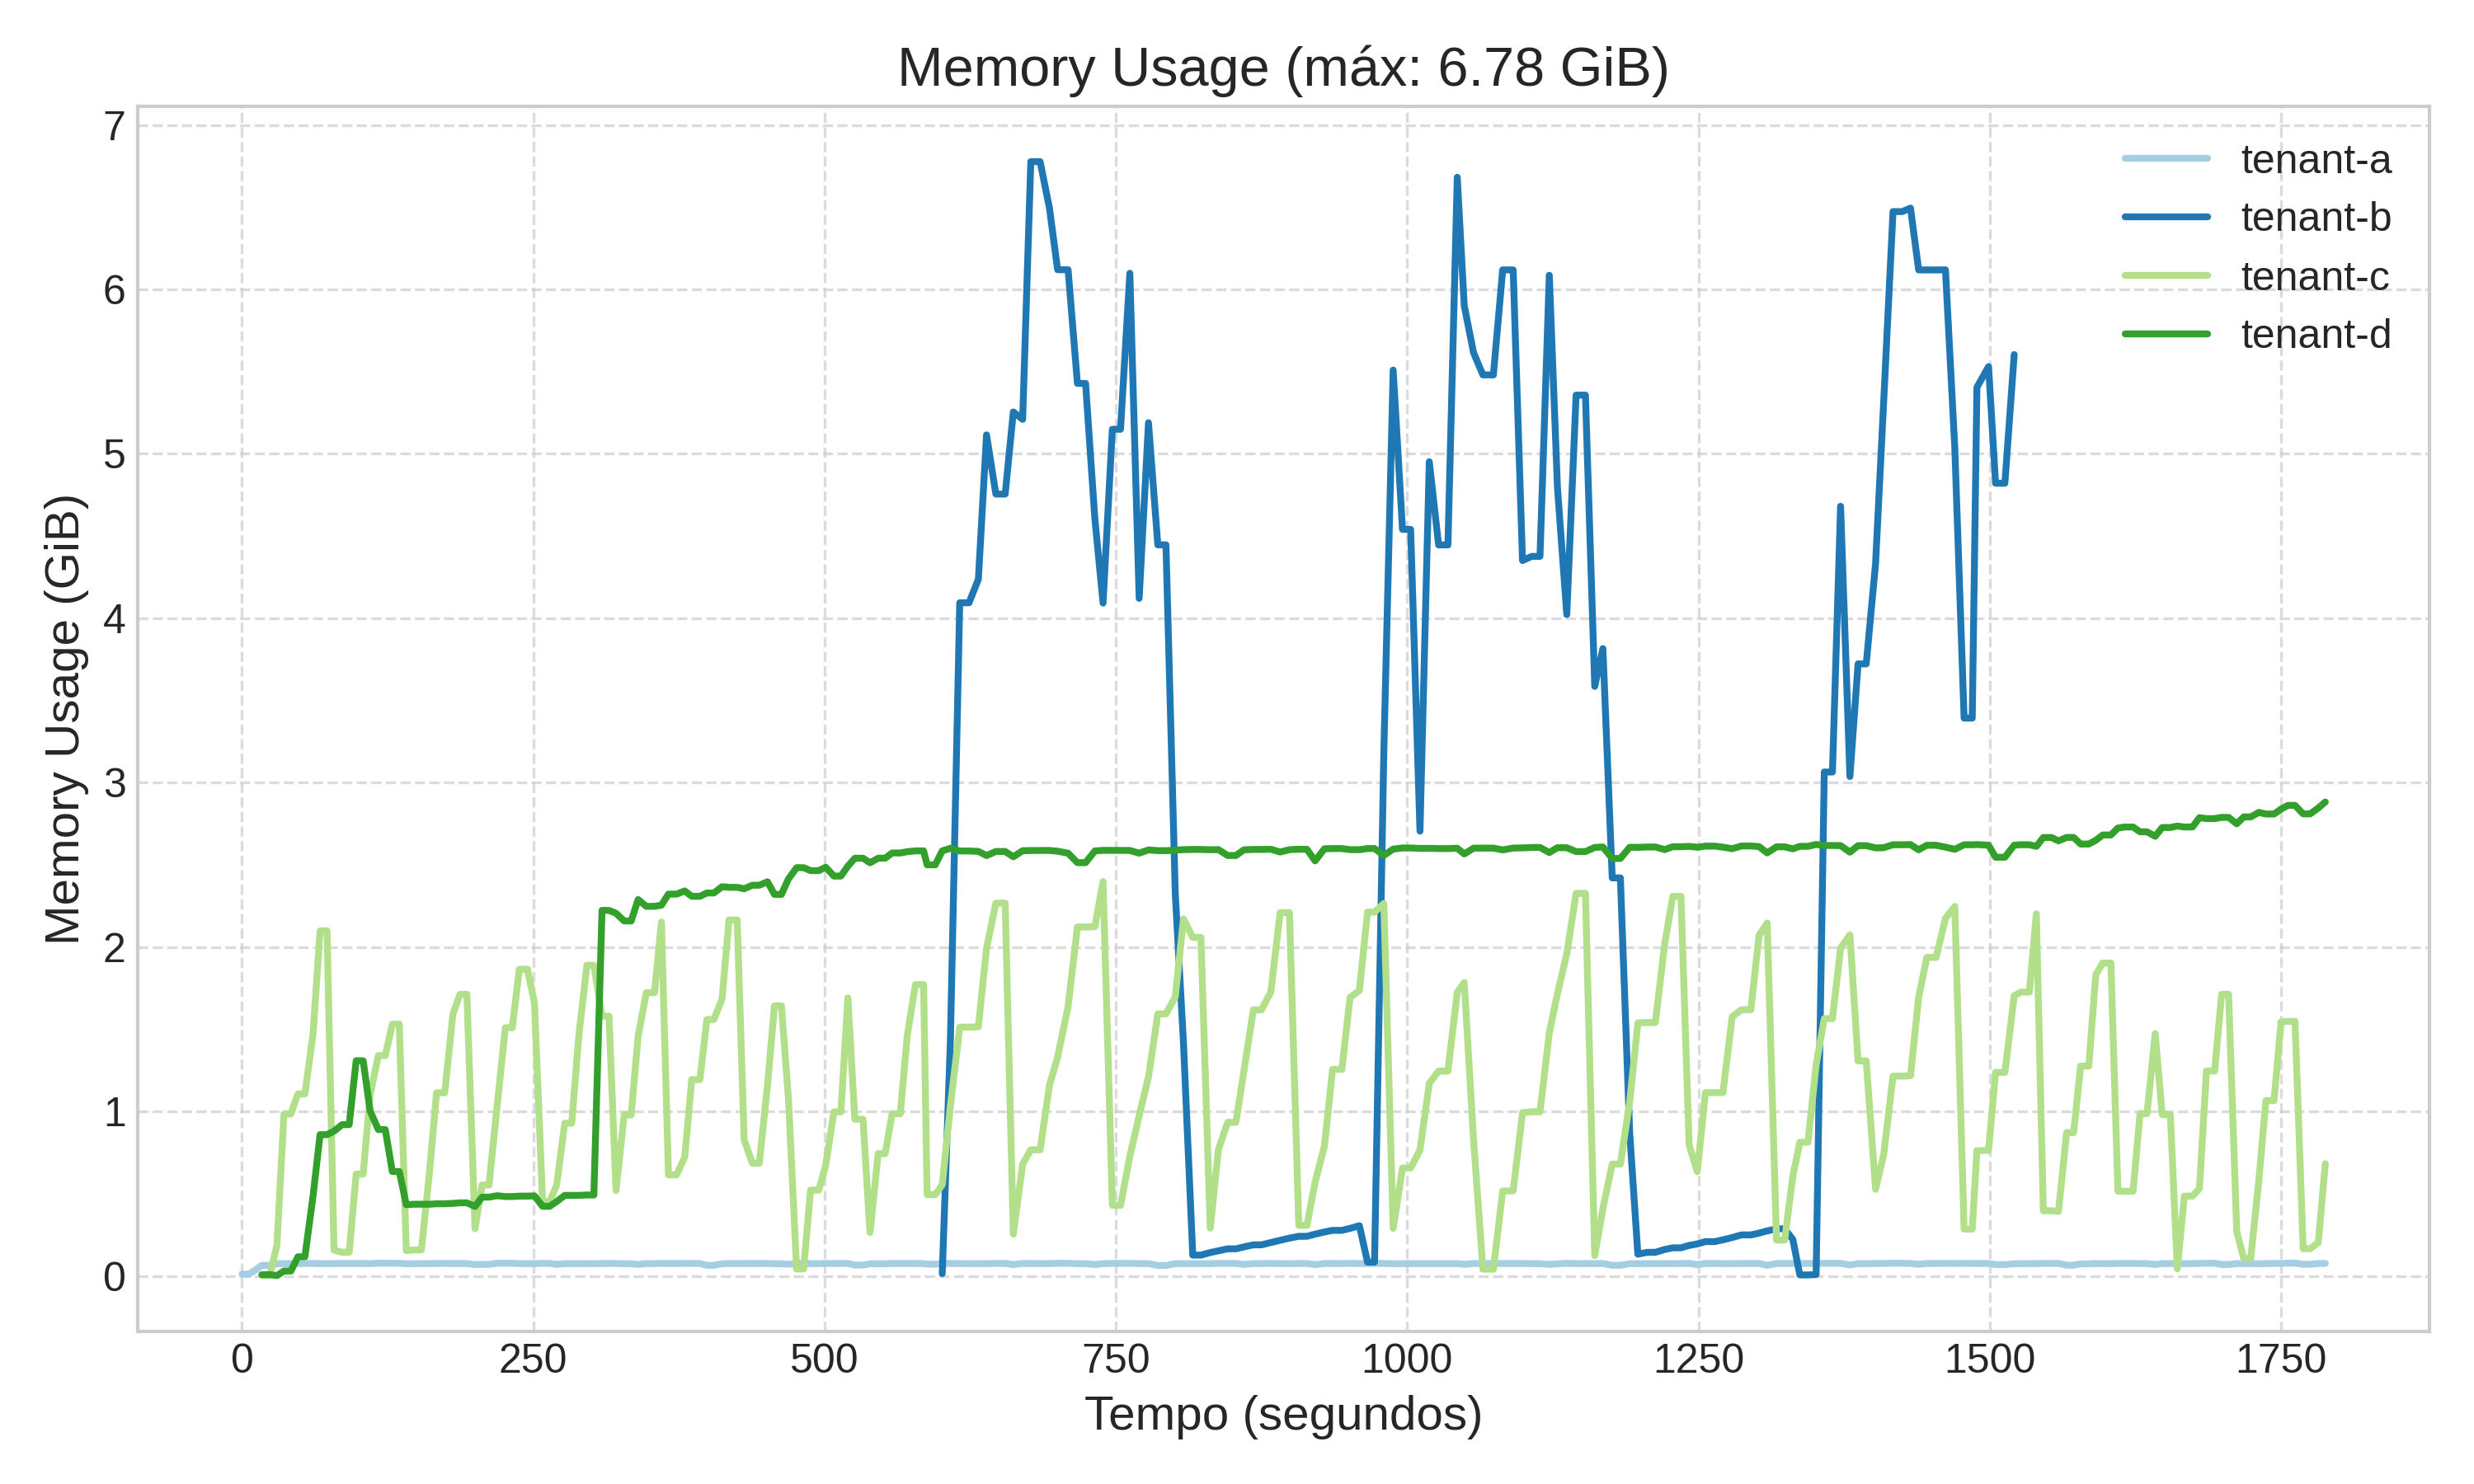 Memory Usage (máx: 6.78 GiB)
Memory Usage (GiB)
7
6
5
4
3
2
1
0
tenant-a
tenant-b
tenant-c
tenant-d
0 250 500 750 1000 1250 1500 1750
Tempo (segundos)